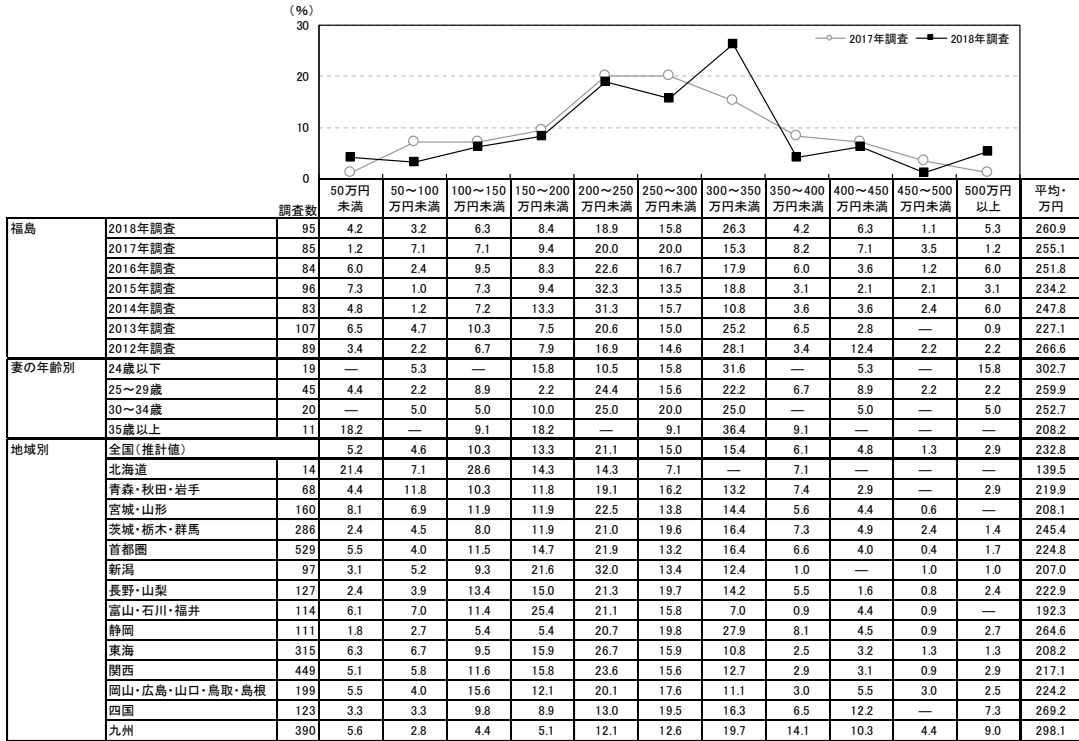 (%)
30
20
10
0
2017年調査 2018年調査
調査数 50万円未満 50～100万円未満 100～150万円未満 150～200万円未満 200～250万円未満 250～300万円未満 300～350万円未満 350～400万円未満 400～450万円未満 450～500万円未満 500万円以上 平均・万円
福島 2018年調査 95 4.2 3.2 6.3 8.4 18.9 15.8 26.3 4.2 6.3 1.1 5.3 260.9
2017年調査 85 1.2 7.1 7.1 9.4 20.0 20.0 15.3 8.2 7.1 3.5 1.2 255.1
2016年調査 84 6.0 2.4 9.5 8.3 22.6 16.7 17.9 6.0 3.6 1.2 6.0 251.8
2015年調査 96 7.3 1.0 7.3 9.4 32.3 13.5 18.8 3.1 2.1 2.1 3.1 234.2
2014年調査 83 4.8 1.2 7.2 13.3 31.3 15.7 10.8 3.6 3.6 2.4 6.0 247.8
2013年調査 107 6.5 4.7 10.3 7.5 20.6 15.0 25.2 6.5 2.8 ― 0.9 227.1
2012年調査 89 3.4 2.2 6.7 7.9 16.9 14.6 28.1 3.4 12.4 2.2 2.2 266.6
妻の年齢別 24歳以下 19 ― 5.3 ― 15.8 10.5 15.8 31.6 ― 5.3 ― 15.8 302.7
25～29歳 45 4.4 2.2 8.9 2.2 24.4 15.6 22.2 6.7 8.9 2.2 2.2 259.9
30～34歳 20 ― 5.0 5.0 10.0 25.0 20.0 25.0 ― 5.0 ― 5.0 252.7
35歳以上 11 18.2 ― 9.1 18.2 ― 9.1 36.4 9.1 ― ― ― 208.2
地域別 全国(推計値) 5.2 4.6 10.3 13.3 21.1 15.0 15.4 6.1 4.8 1.3 2.9 232.8
北海道 14 21.4 7.1 28.6 14.3 14.3 7.1 ― 7.1 ― ― ― 139.5
青森・秋田・岩手 68 4.4 11.8 10.3 11.8 19.1 16.2 13.2 7.4 2.9 ― 2.9 219.9
宮城・山形 160 8.1 6.9 11.9 11.9 22.5 13.8 14.4 5.6 4.4 0.6 ― 208.1
茨城・栃木・群馬 286 2.4 4.5 8.0 11.9 21.0 19.6 16.4 7.3 4.9 2.4 1.4 245.4
首都圏 529 5.5 4.0 11.5 14.7 21.9 13.2 16.4 6.6 4.0 0.4 1.7 224.8
新潟 97 3.1 5.2 9.3 21.6 32.0 13.4 12.4 1.0 ― 1.0 1.0 207.0
長野・山梨 127 2.4 3.9 13.4 15.0 21.3 19.7 14.2 5.5 1.6 0.8 2.4 222.9
富山・石川・福井 114 6.1 7.0 11.4 25.4 21.1 15.8 7.0 0.9 4.4 0.9 ― 192.3
静岡 111 1.8 2.7 5.4 5.4 20.7 19.8 27.9 8.1 4.5 0.9 2.7 264.6
東海 315 6.3 6.7 9.5 15.9 26.7 15.9 10.8 2.5 3.2 1.3 1.3 208.2
関西 449 5.1 5.8 11.6 15.8 23.6 15.6 12.7 2.9 3.1 0.9 2.9 217.1
岡山・広島・山口・鳥取・島根 199 5.5 4.0 15.6 12.1 20.1 17.6 11.1 3.0 5.5 3.0 2.5 224.2
四国 123 3.3 3.3 9.8 8.9 13.0 19.5 16.3 6.5 12.2 ― 7.3 269.2
九州 390 5.6 2.8 4.4 5.1 12.1 12.6 19.7 14.1 10.3 4.4 9.0 298.1